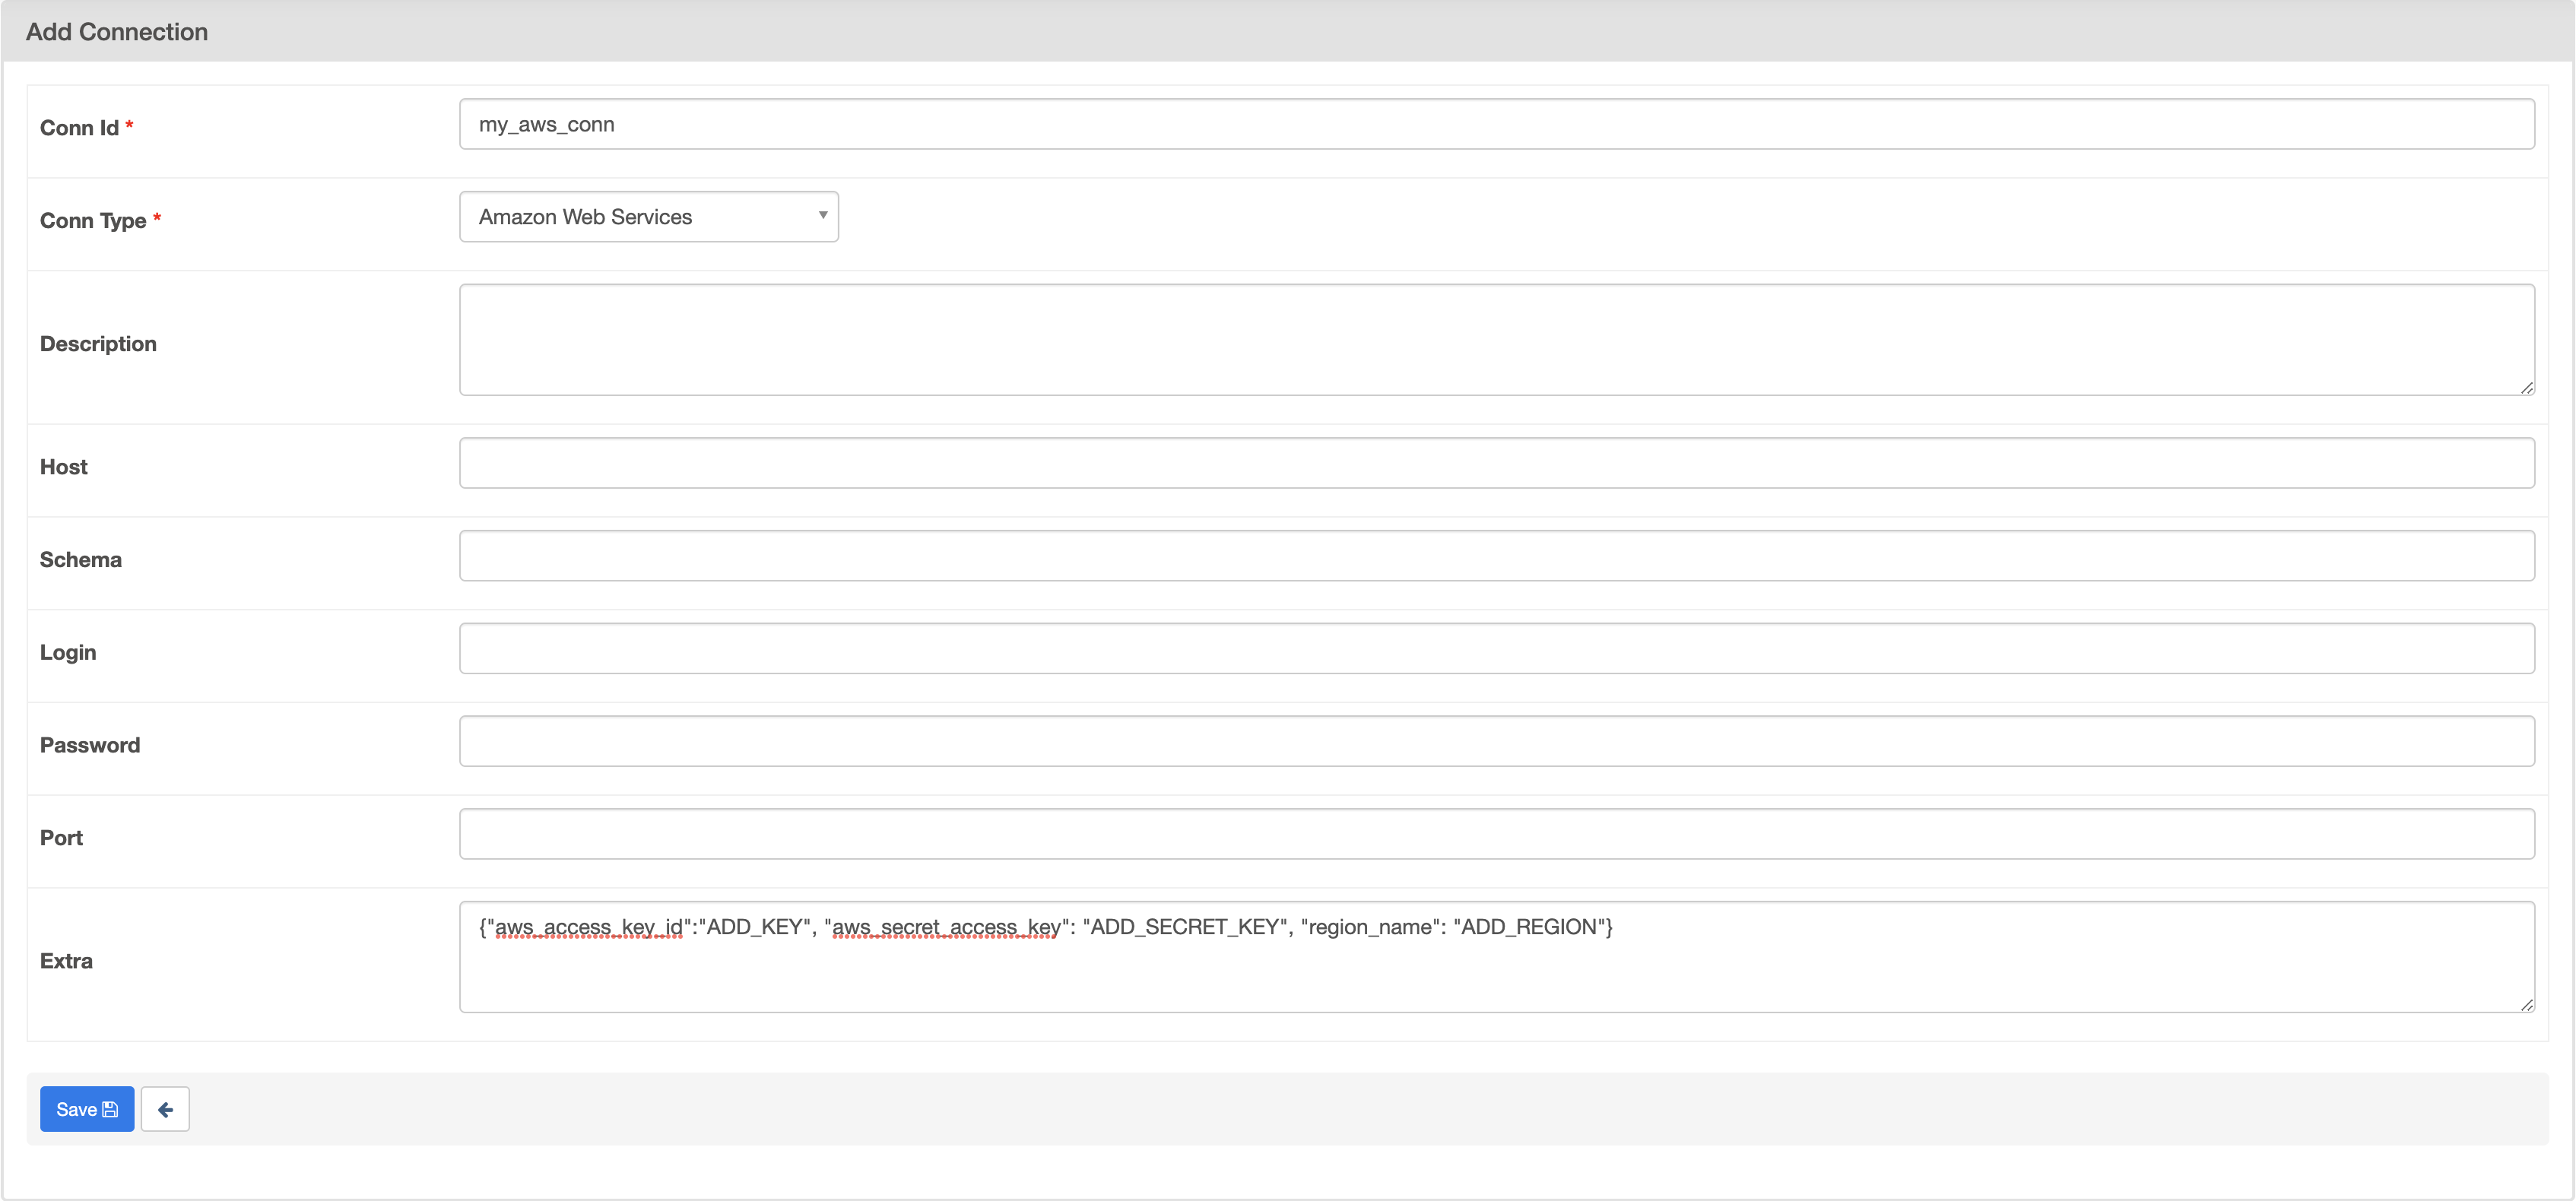 Add Connection
Conn Id *
my_aws_conn
Conn Type *
Amazon Web Services
Description
Host
Schema
Login
Password
Port
Extra
{"aws_access_key_id":"ADD_KEY", "aws_secret_access_key": "ADD_SECRET_KEY", "region_name": "ADD_REGION"}
Save